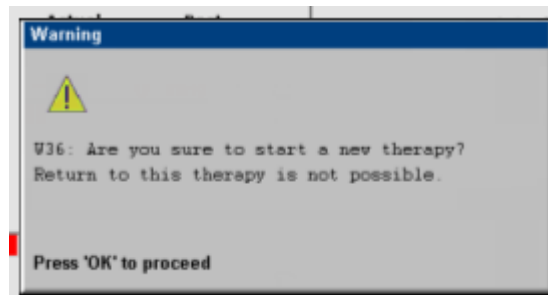 Warning
W36: Are you sure to start a new therapy?
Return to this therapy is not possible.
Press 'OK' to proceed